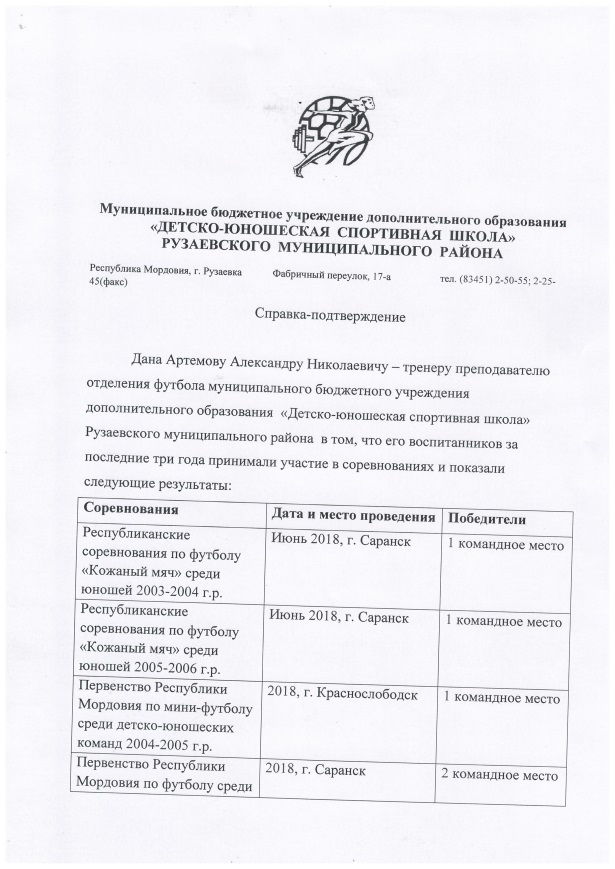 Муниципальное бюджетное учреждение дополнительного образования
«ДЕТСКО-ЮНОШЕСКАЯ СПОРТИВНАЯ ШКОЛА»
РУЗАЕВСКОГО МУНИЦИПАЛЬНОГО РАЙОНА
Республика Мордовия, г. Рузаевка Фабричный переулок, 17-а тел. (83451) 2-50-55; 2-25-
45(факс)
Справка-подтверждение
Дана Артемову Александру Николаевичу – тренеру преподавателю
отделения футбола муниципального бюджетного учреждения
дополнительного образования «Детско-юношеская спортивная школа»
Рузаевского муниципального района в том, что его воспитанников за
последние три года принимали участие в соревнованиях и показали
следующие результаты:
Соревнования Дата и место проведения Победители
Республиканские Июнь 2018, г. Саранск 1 командное место
соревнования по футболу
«Кожаный мяч» среди
юношей 2003-2004 г.р.
Республиканские Июнь 2018, г. Саранск 1 командное место
соревнования по футболу
«Кожаный мяч» среди
юношей 2005-2006 г.р.
Первенство Республики 2018, г. Краснослободск 1 командное место
Мордовия по мини-футболу
среди детско-юношеских
команд 2004-2005 г.р.
Первенство Республики 2018, г. Саранск 2 командное место
Мордовия по футболу среди